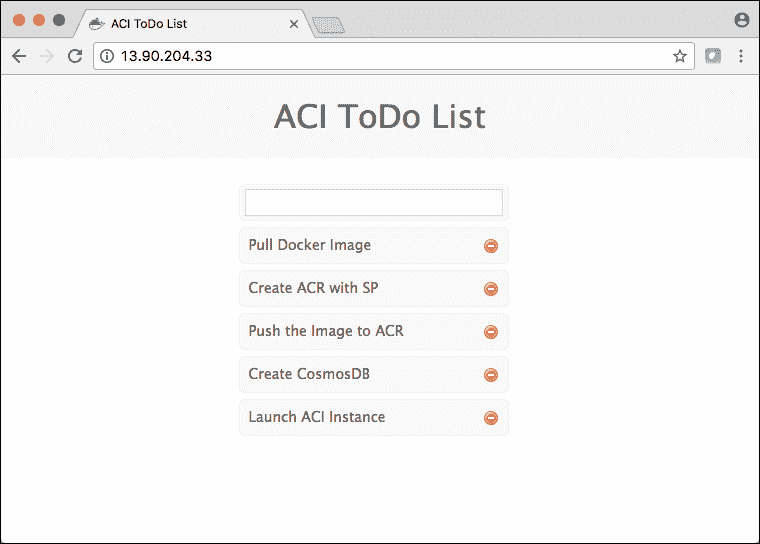 ACI ToDo List
13.90.204.33
ACI ToDo List
Pull Docker Image
Create ACR with SP
Push the Image to ACR
Create CosmosDB
Launch ACI Instance